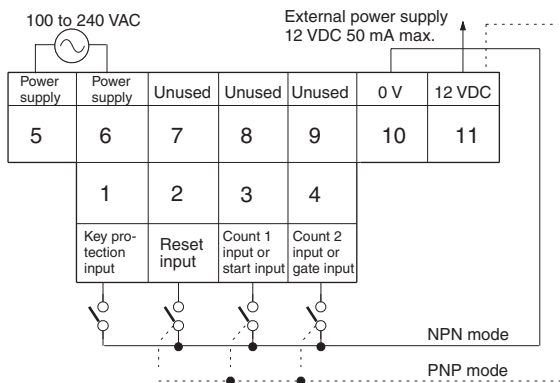 100 to 240 VAC
External power supply
12 VDC 50 mA max.
Power
supply
Power
supply
Unused
Unused
Unused
0 V
12 VDC
5
6
7
8
9
10
11
1
2
3
4
Key pro-
tection
input
Reset
input
Count 1
input or
start input
Count 2
input or
gate input
NPN mode
PNP mode